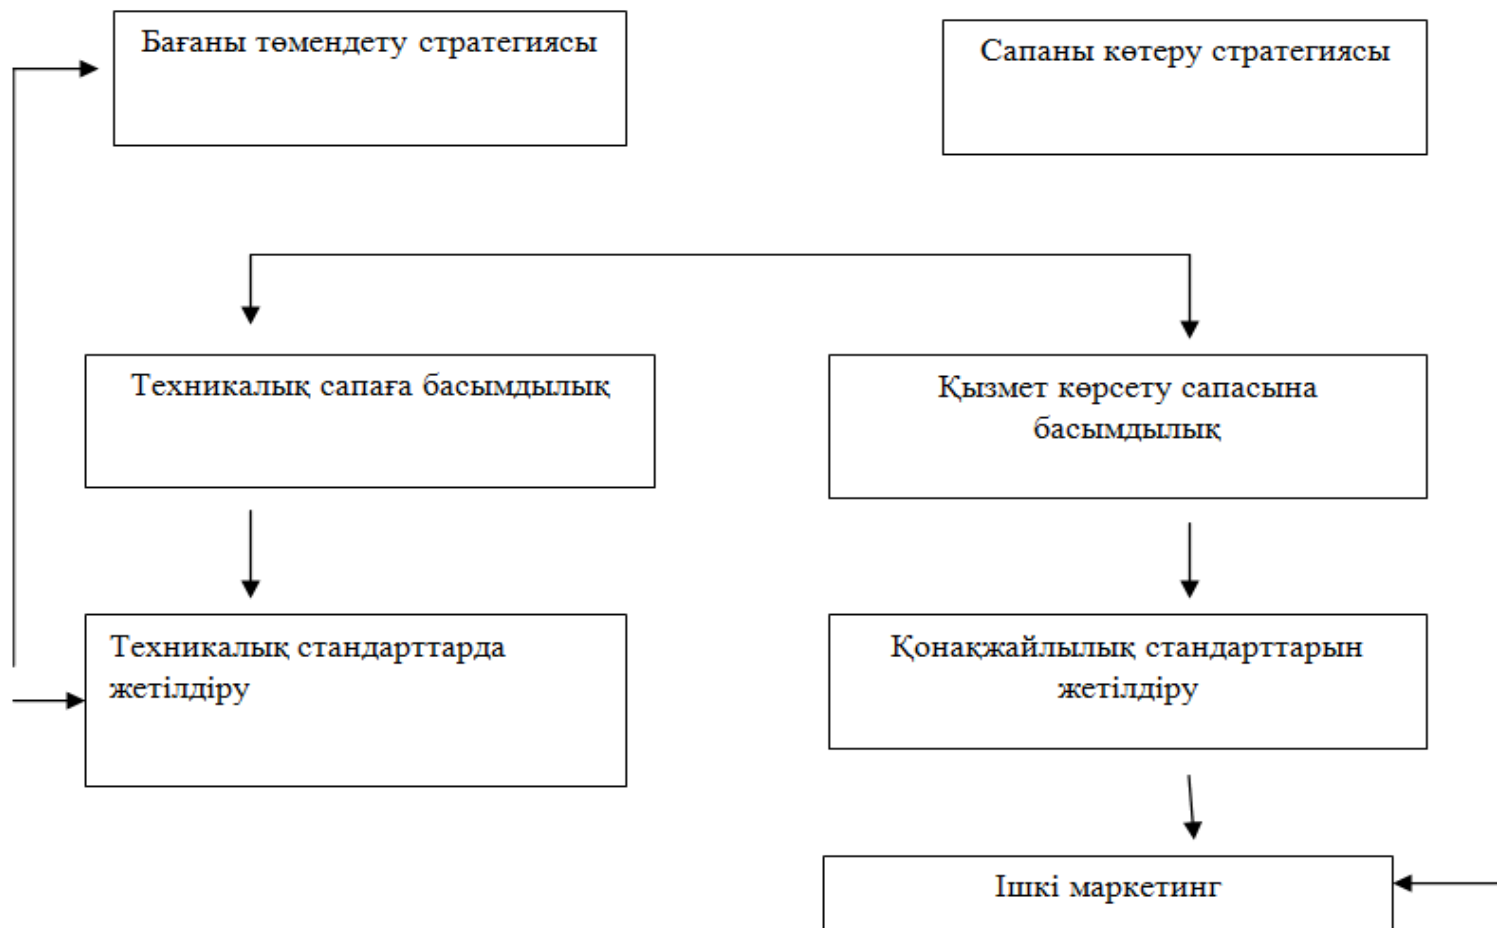 Бағаны төмендету стратегиясы
Сапаны көтеру стратегиясы
Техникалық сапаға басымдылық
Қызмет көрсету сапасына
басымдылық
Техникалық стандарттарда
жетілдіру
Қонақжайлылық стандарттарын
жетілдіру
Ішкі маркетинг